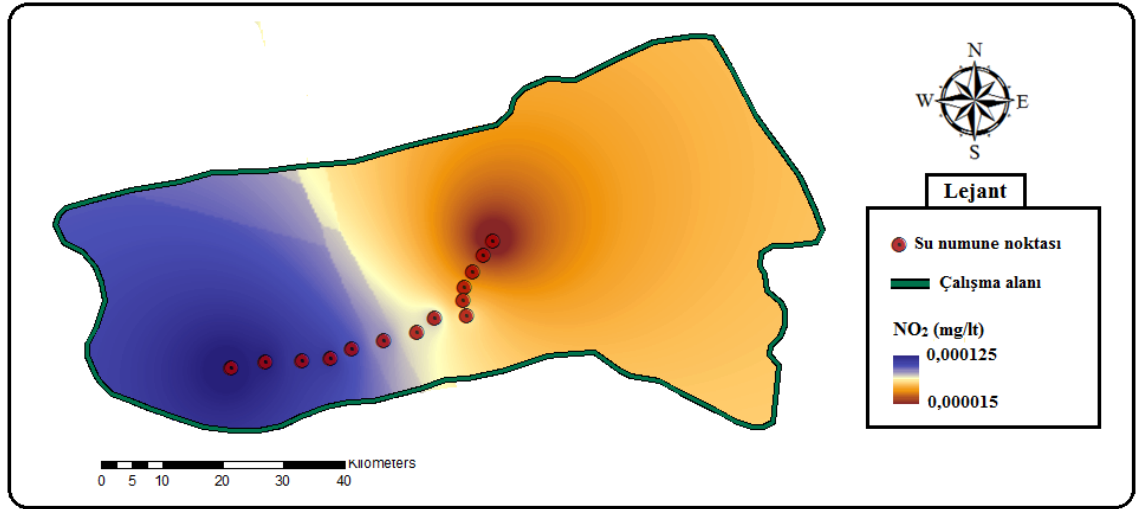 N
W E
S
Lejant
Su numune noktası
Çalışma alanı
NO₂ (mg/lt)
0,000125
0,000015
Kilometers
0 5 10 20 30 40